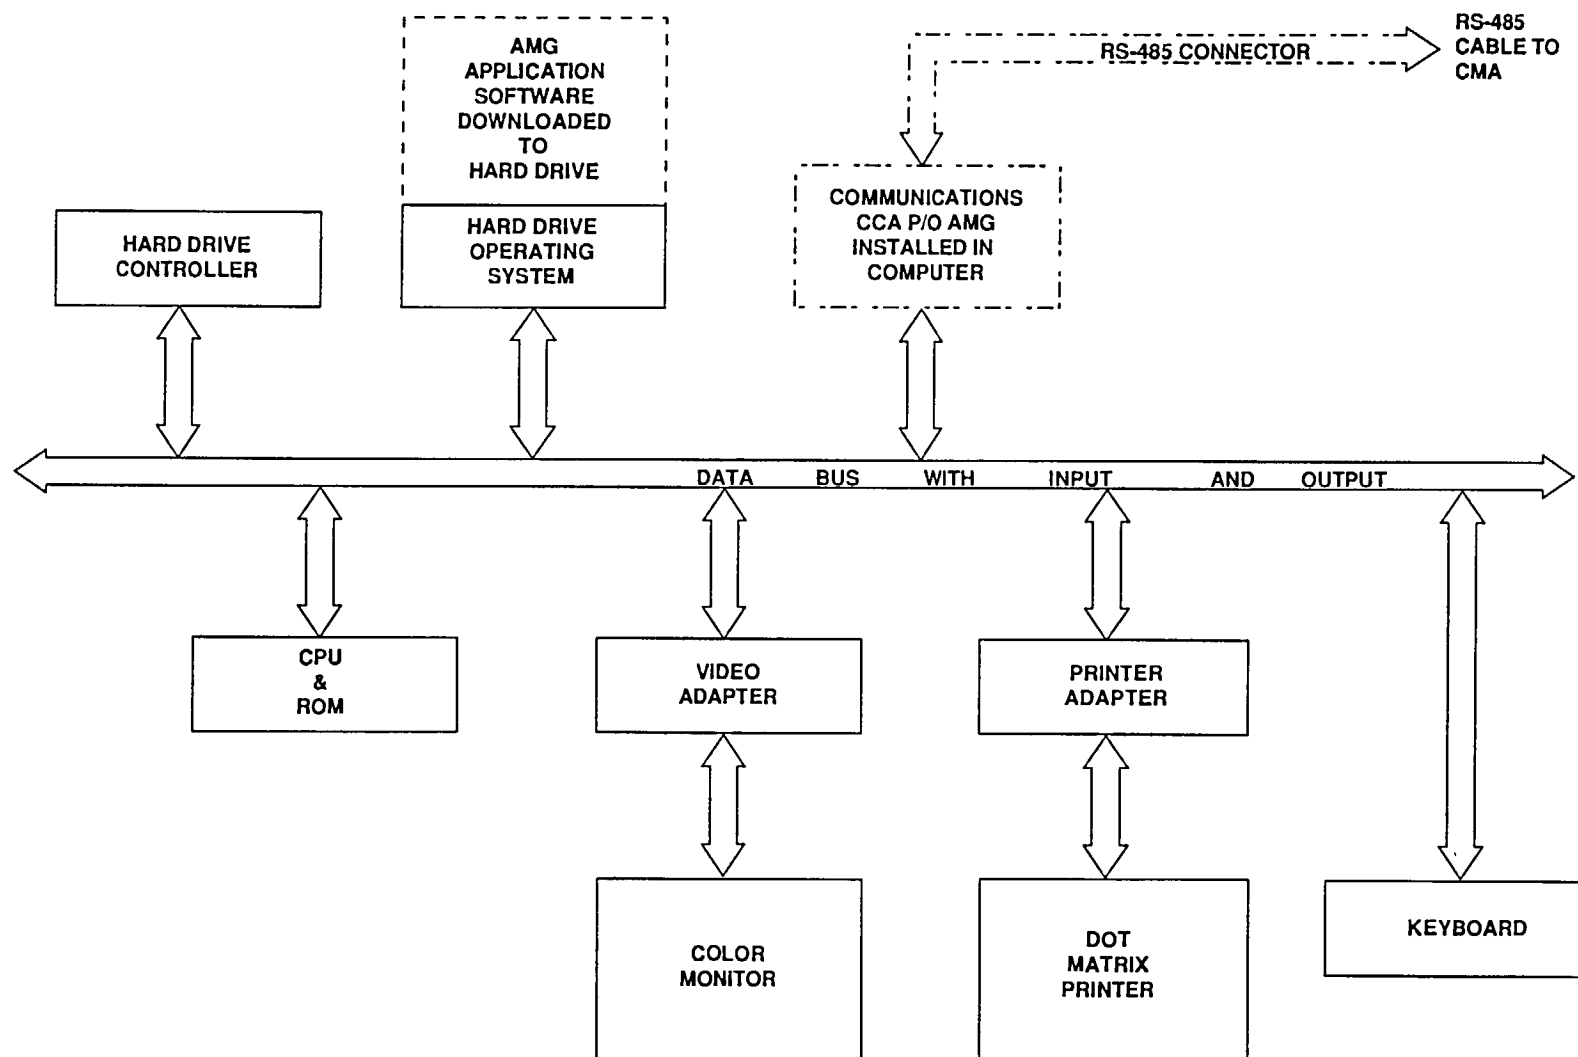 AMG
APPLICATION
SOFTWARE
DOWNLOADED
TO
HARD DRIVE
RS-485 CONNECTOR
RS-485
CABLE TO
CMA
HARD DRIVE
CONTROLLER
HARD DRIVE
OPERATING
SYSTEM
COMMUNICATIONS
CCA P/O AMG
INSTALLED IN
COMPUTER
DATA BUS WITH INPUT AND OUTPUT
CPU
&
ROM
VIDEO
ADAPTER
PRINTER
ADAPTER
COLOR
MONITOR
DOT
MATRIX
PRINTER
KEYBOARD